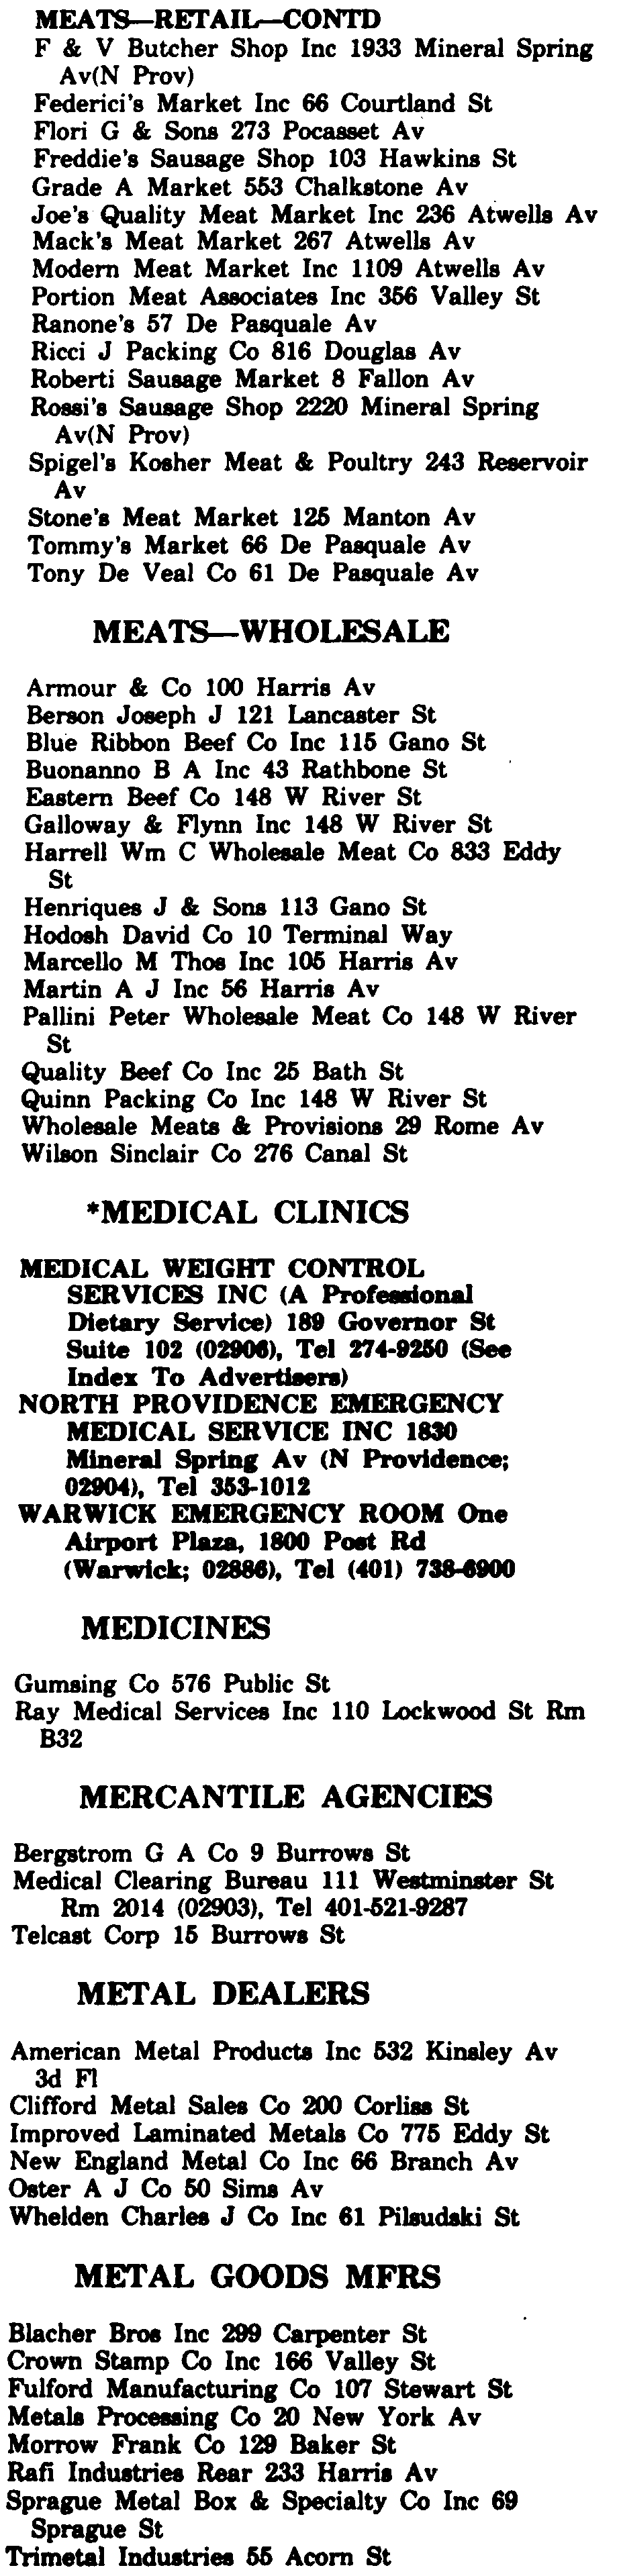 MEATS—RETAIL—CONTD
F & V Butcher Shop Inc 1933 Mineral Spring
Av(N Prov)
Federici's Market Inc 66 Courtland St
Flori G & Sons 273 Pocasset Av
Freddie's Sausage Shop 103 Hawkins St
Grade A Market 553 Chalkstone Av
Joe's Quality Meat Market Inc 236 Atwells Av
Mack's Meat Market 267 Atwells Av
Modern Meat Market Inc 1109 Atwells Av
Portion Meat Associates Inc 356 Valley St
Ranone's 57 De Pasquale Av
Ricci J Packing Co 816 Douglas Av
Roberti Sausage Market 8 Fallon Av
Rossi's Sausage Shop 2220 Mineral Spring
Av(N Prov)
Spigel's Kosher Meat & Poultry 243 Reservoir
Av
Stone's Meat Market 125 Manton Av
Tommy's Market 66 De Pasquale Av
Tony De Veal Co 61 De Pasquale Av
MEATS—WHOLESALE
Armour & Co 100 Harris Av
Berson Joseph J 121 Lancaster St
Blue Ribbon Beef Co Inc 115 Gano St
Buonanno B A Inc 43 Rathbone St
Eastern Beef Co 148 W River St
Galloway & Flynn Inc 148 W River St
Harrell Wm C Wholesale Meat Co 833 Eddy
St
Henriques J & Sons 113 Gano St
Hodosh David Co 10 Terminal Way
Marcello M Thos Inc 105 Harris Av
Martin A J Inc 56 Harris Av
Pallini Peter Wholesale Meat Co 148 W River
St
Quality Beef Co Inc 25 Bath St
Quinn Packing Co Inc 148 W River St
Wholesale Meats & Provisions 29 Rome Av
Wilson Sinclair Co 276 Canal St
*MEDICAL CLINICS
MEDICAL WEIGHT CONTROL
SERVICES INC (A Professional
Dietary Service) 189 Governor St
Suite 102 (02906), Tel 274-9250 (See
Index To Advertisers)
NORTH PROVIDENCE EMERGENCY
MEDICAL SERVICE INC 1830
Mineral Spring Av (N Providence;
02904), Tel 353-1012
WARWICK EMERGENCY ROOM One
Airport Plaza, 1800 Post Rd
(Warwick; 02886), Tel (401) 738-6900
MEDICINES
Gumsing Co 576 Public St
Ray Medical Services Inc 110 Lockwood St Rm
B32
MERCANTILE AGENCIES
Bergstrom G A Co 9 Burrows St
Medical Clearing Bureau 111 Westminster St
Rm 2014 (02903), Tel 401-521-9287
Telcast Corp 15 Burrows St
METAL DEALERS
American Metal Products Inc 532 Kinsley Av
3d Fl
Clifford Metal Sales Co 200 Corliss St
Improved Laminated Metals Co 775 Eddy St
New England Metal Co Inc 66 Branch Av
Oster A J Co 50 Sims Av
Whelden Charles J Co Inc 61 Pilsudski St
METAL GOODS MFRS
Blacher Bros Inc 299 Carpenter St
Crown Stamp Co Inc 166 Valley St
Fulford Manufacturing Co 107 Stewart St
Metals Processing Co 20 New York Av
Morrow Frank Co 129 Baker St
Rafi Industries Rear 233 Harris Av
Sprague Metal Box & Specialty Co Inc 69
Sprague St
Trimetal Industries 55 Acorn St